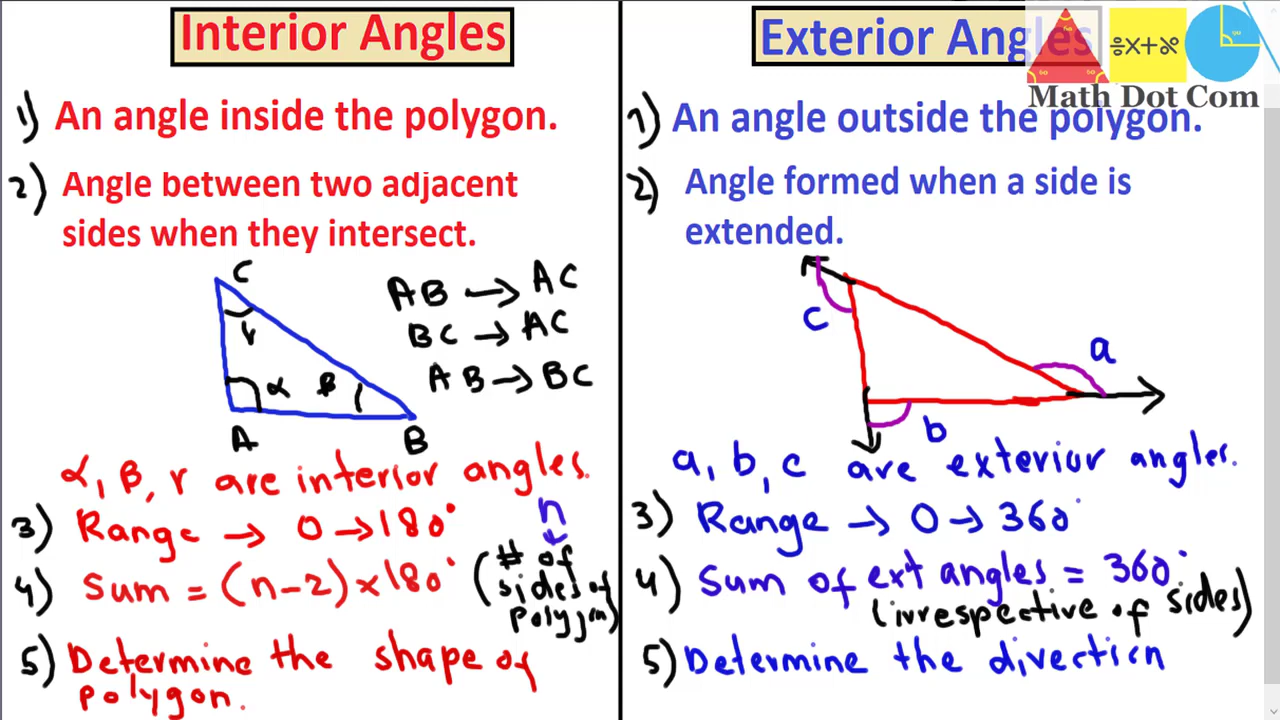 Interior Angles
1) An angle inside the polygon.
2) Angle between two adjacent
sides when they intersect.
C
r
α
β
A
B
AB → AC
BC → AC
AB → BC
α, β, r are interior angles.
3) Range → 0 → 180°
4) Sum = (n-2) × 180°
n
(# of
sides of
polygon)
5) Determine the shape of
polygon.
Exterior Angles
÷×+
60
60
60
90
Math Dot Com
1) An angle outside the polygon.
2) Angle formed when a side is
extended.
c
a
b
a, b, c are exterior angles.
3) Range → 0 → 360°
4) Sum of ext angles = 360°
(irrespective of sides)
5) Determine the direction